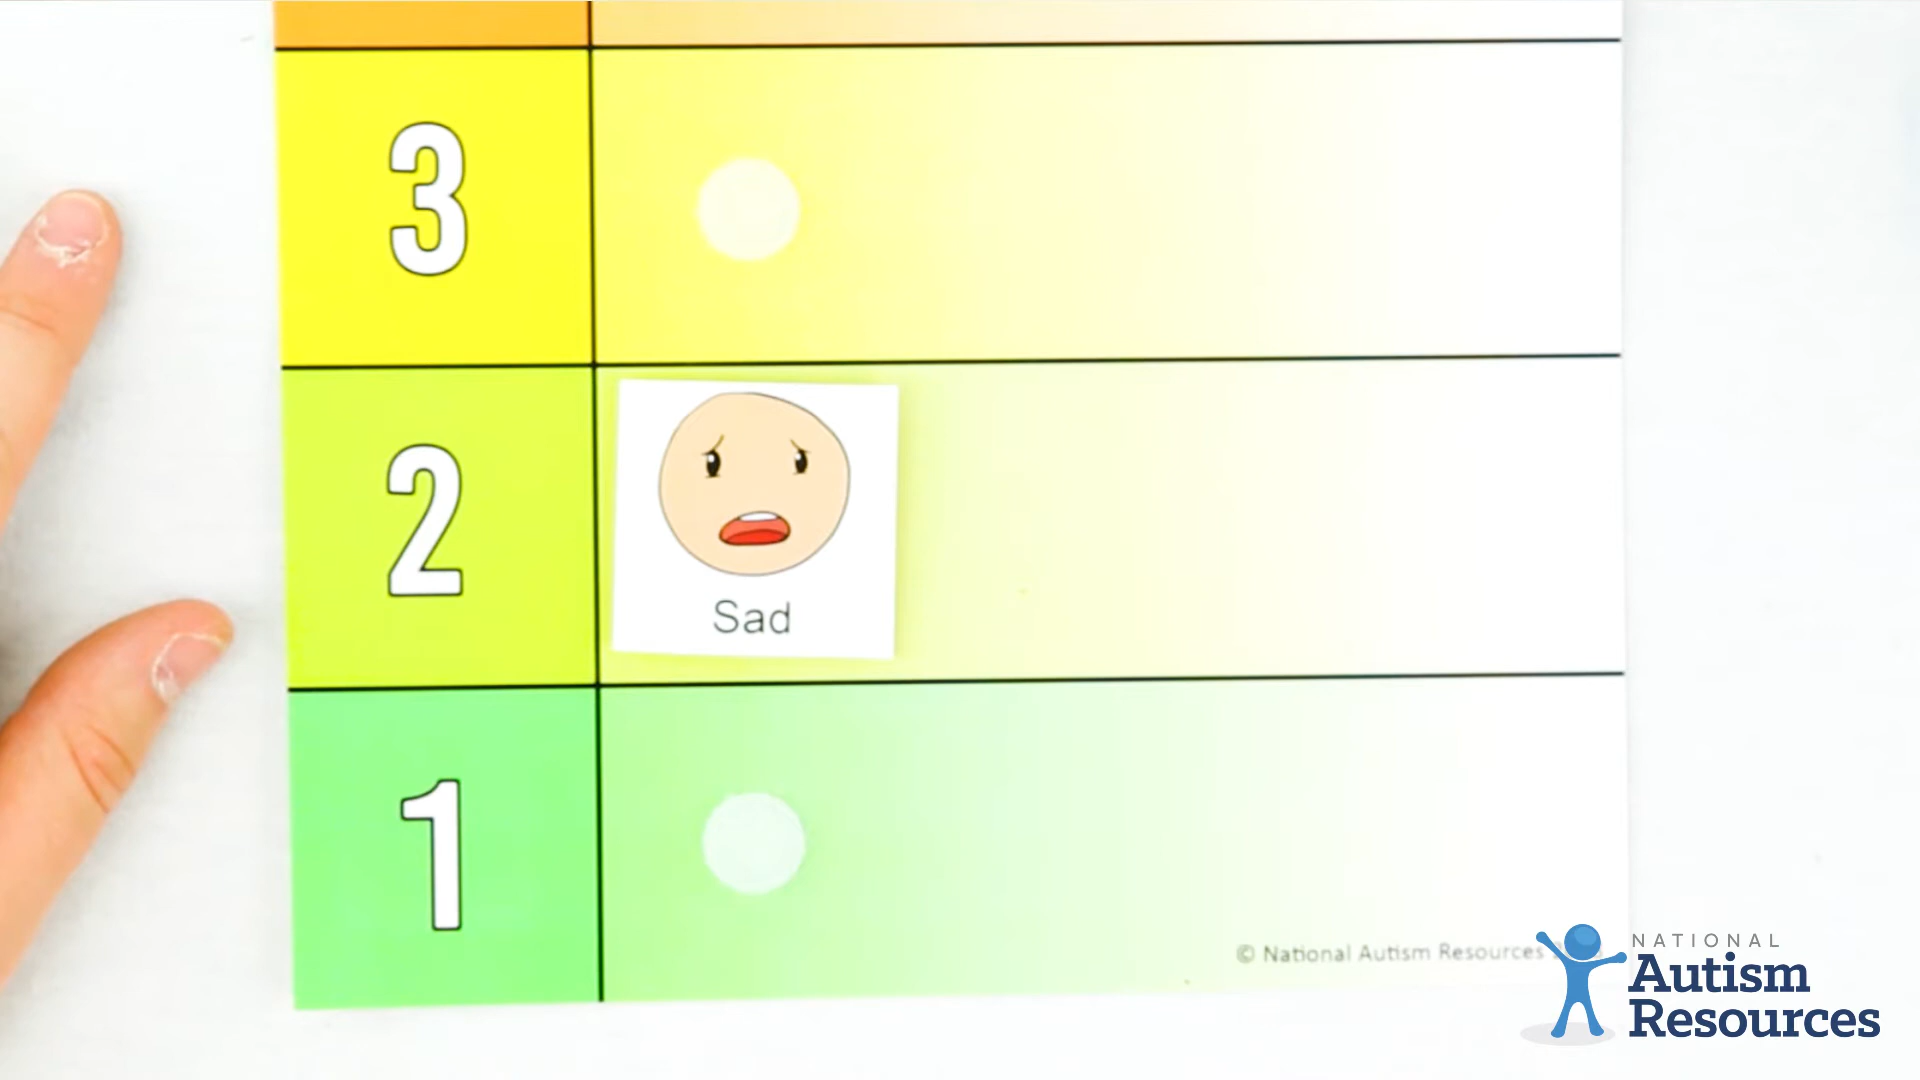 3
2
Sad
1
© National Autism Resources
NATIONAL
Autism
Resources